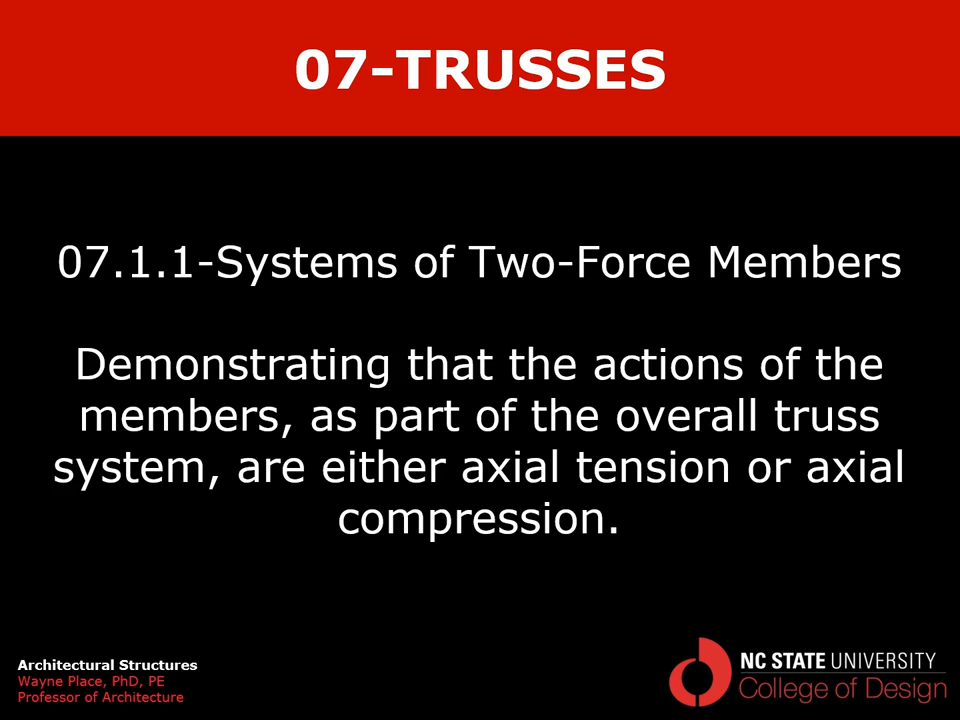 07-TRUSSES
07.1.1-Systems of Two-Force Members
Demonstrating that the actions of the
members, as part of the overall truss
system, are either axial tension or axial
compression.
Architectural Structures
Wayne Place, PhD, PE
Professor of Architecture
NC STATE UNIVERSITY
College of Design